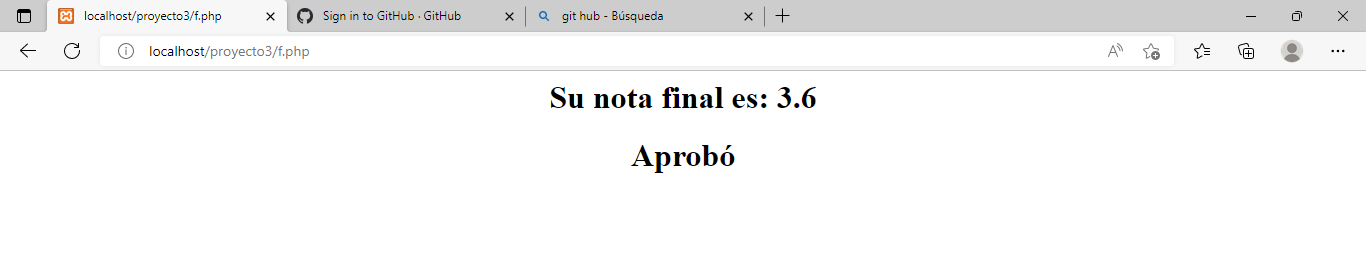 localhost/proyecto3/f.php
Sign in to GitHub · GitHub
git hub - Búsqueda
localhost/proyecto3/f.php
Su nota final es: 3.6
Aprobó